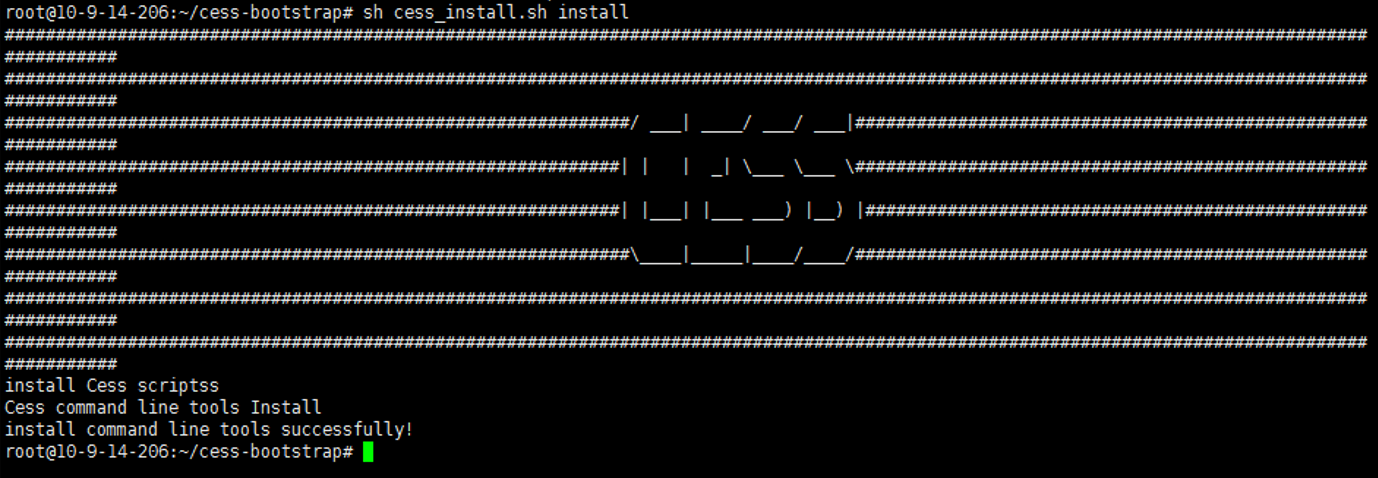 root@10-9-14-206:~/cess-bootstrap# sh cess_install.sh install
#####################################################################################################################################
###########
#####################################################################################################################################
###########
#############################################################/ ___| ____/ ___/ ___|##################################################
###########
############################################################| |   |  _| \___ \___ \##################################################
###########
############################################################| |___| |___ ___) |__) |#################################################
###########
#############################################################\____|_____|____/____/##################################################
###########
#####################################################################################################################################
###########
#####################################################################################################################################
###########
install Cess scriptss
Cess command line tools Install
install command line tools successfully!
root@10-9-14-206:~/cess-bootstrap#